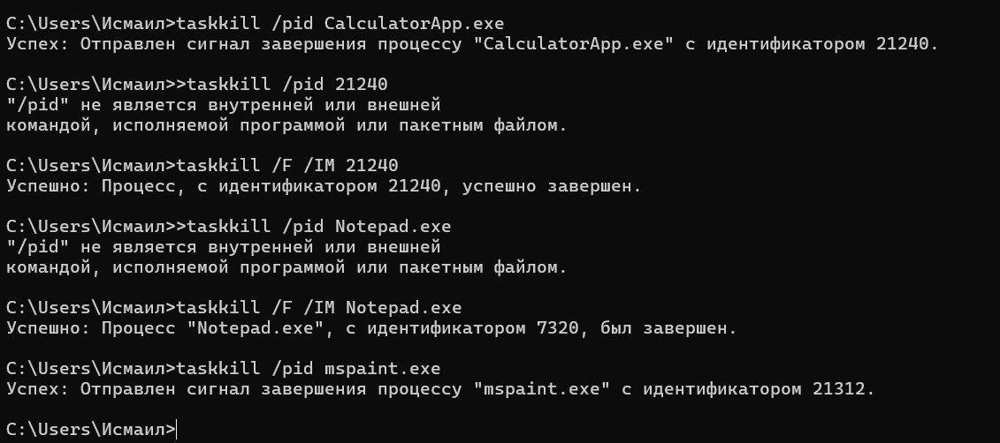 C:\Users\Исмаил>taskkill /pid CalculatorApp.exe
Успех: Отправлен сигнал завершения процессу "CalculatorApp.exe" с идентификатором 21240.
C:\Users\Исмаил>>taskkill /pid 21240
"/pid" не является внутренней или внешней
командой, исполняемой программой или пакетным файлом.
C:\Users\Исмаил>taskkill /F /IM 21240
Успешно: Процесс, с идентификатором 21240, успешно завершен.
C:\Users\Исмаил>>taskkill /pid Notepad.exe
"/pid" не является внутренней или внешней
командой, исполняемой программой или пакетным файлом.
C:\Users\Исмаил>taskkill /F /IM Notepad.exe
Успешно: Процесс "Notepad.exe", с идентификатором 7320, был завершен.
C:\Users\Исмаил>taskkill /pid mspaint.exe
Успех: Отправлен сигнал завершения процессу "mspaint.exe" с идентификатором 21312.
C:\Users\Исмаил>